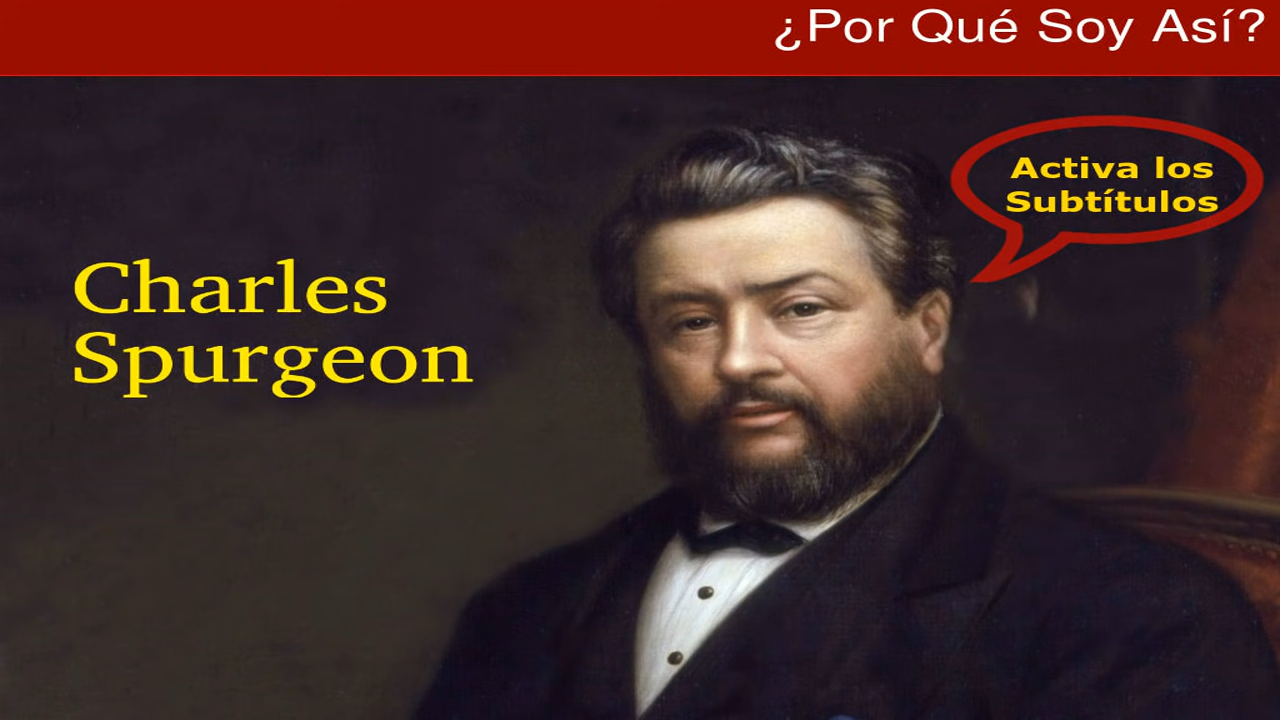 ¿Por Qué Soy Así?
Activa los
Subtítulos
Charles
Spurgeon